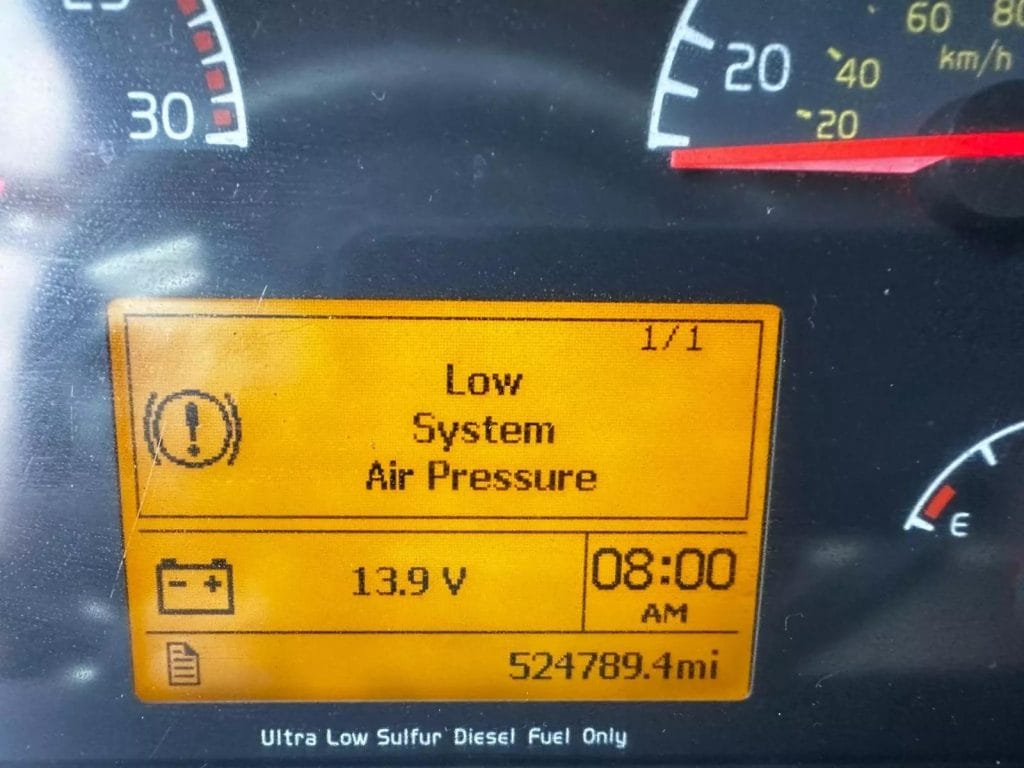 30
20
60
80
km/h
40
20
1/1
Low
System
Air Pressure
E
13.9 V
08:00
AM
524789.4mi
Ultra Low Sulfur Diesel Fuel Only